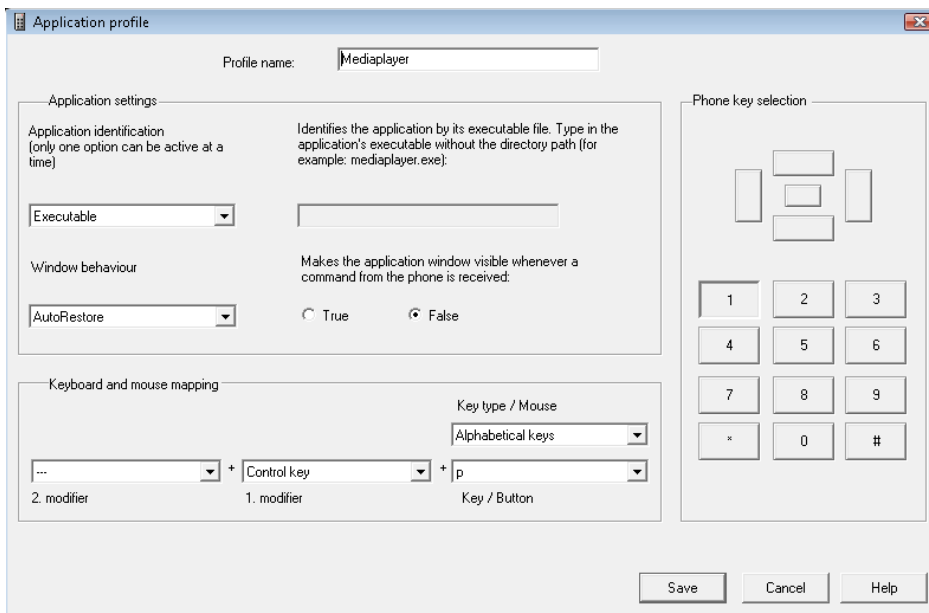 Application profile
Profile name:
Mediaplayer
Application settings
Application identification
(only one option can be active at a
time)
Identifies the application by its executable file. Type in the
application's executable without the directory path (for
example: mediaplayer.exe):
Executable
Window behaviour
Makes the application window visible whenever a
command from the phone is received:
AutoRestore
True
False
Keyboard and mouse mapping
Key type / Mouse
Alphabetical keys
--- + Control key + p
2. modifier
1. modifier
Key / Button
Phone key selection
1 2 3
4 5 6
7 8 9
* 0 #
Save
Cancel
Help